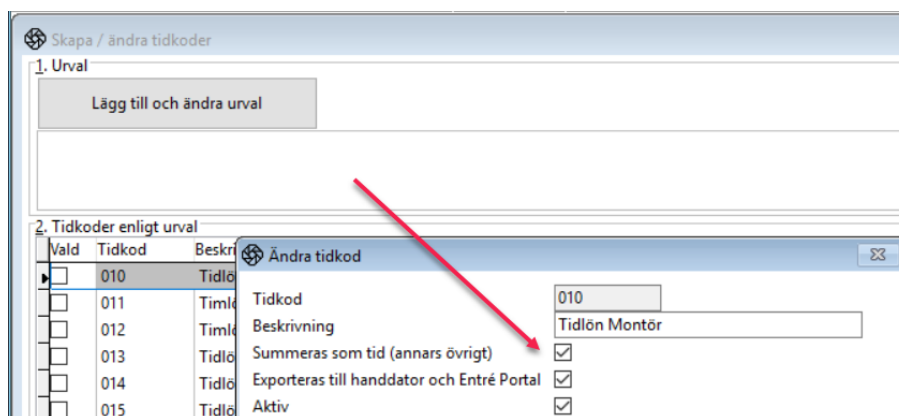 Skapa / ändra tidkoder
1. Urval
Lägg till och ändra urval
2. Tidkoder enligt urval
Vald Tidkod
010
011
012
013
014
015
Ändra tidkod
Tidkod 010
Beskrivning Tidlön Montör
Summeras som tid (annars övrigt)
Exporteras till handdator och Entré Portal
Aktiv